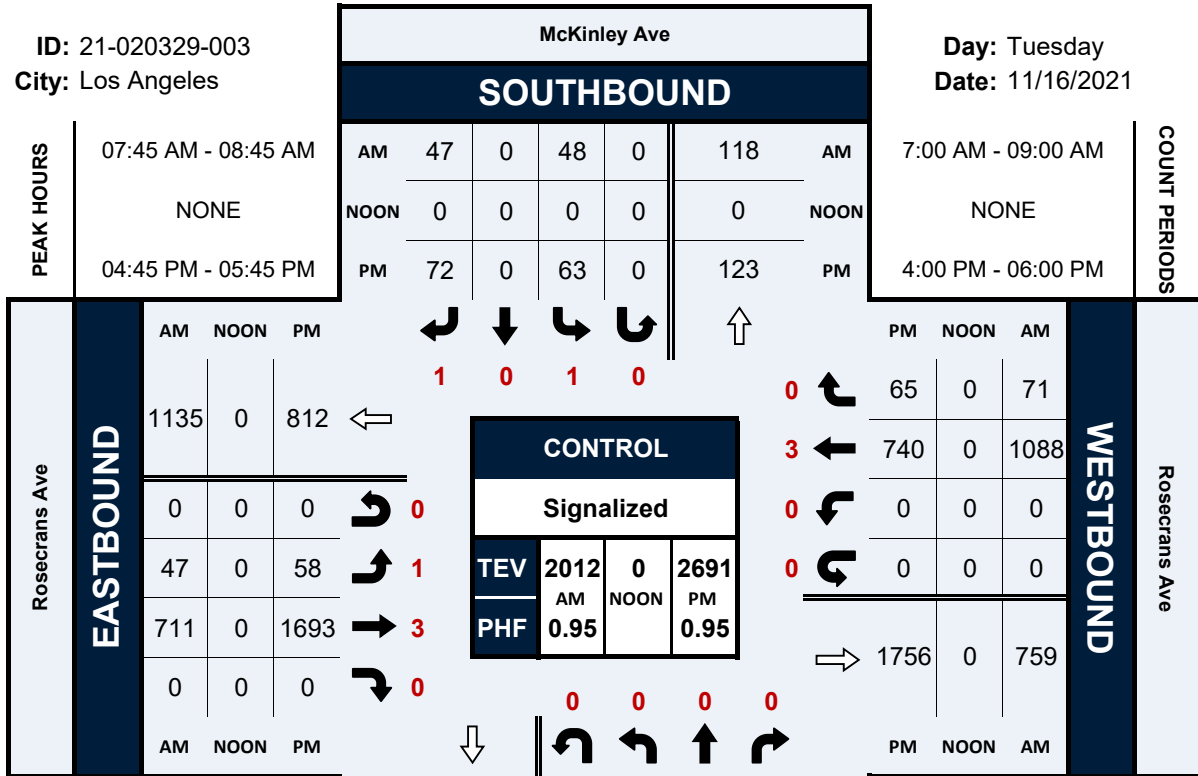 McKinley Ave
ID: 21-020329-003
Day: Tuesday
City: Los Angeles
Date: 11/16/2021
SOUTHBOUND
PEAK HOURS
07:45 AM - 08:45 AM
NONE
04:45 PM - 05:45 PM
AM 47 0 48 0 118 AM
NOON 0 0 0 0 0 NOON
PM 72 0 63 0 123 PM
7:00 AM - 09:00 AM
NONE
4:00 PM - 06:00 PM
COUNT PERIODS
1 0 1 0
Rosecrans Ave
EASTBOUND
AM NOON PM
1135 0 812
0 0 0 0
47 0 58 1
711 0 1693 3
0 0 0 0
AM NOON PM
CONTROL
Signalized
TEV 2012 0 2691
AM NOON PM
PHF 0.95 0.95
PM NOON AM
0 65 0 71
3 740 0 1088
0 0 0 0
0 0 0 0
1756 0 759
PM NOON AM
WESTBOUND
Rosecrans Ave
0 0 0 0